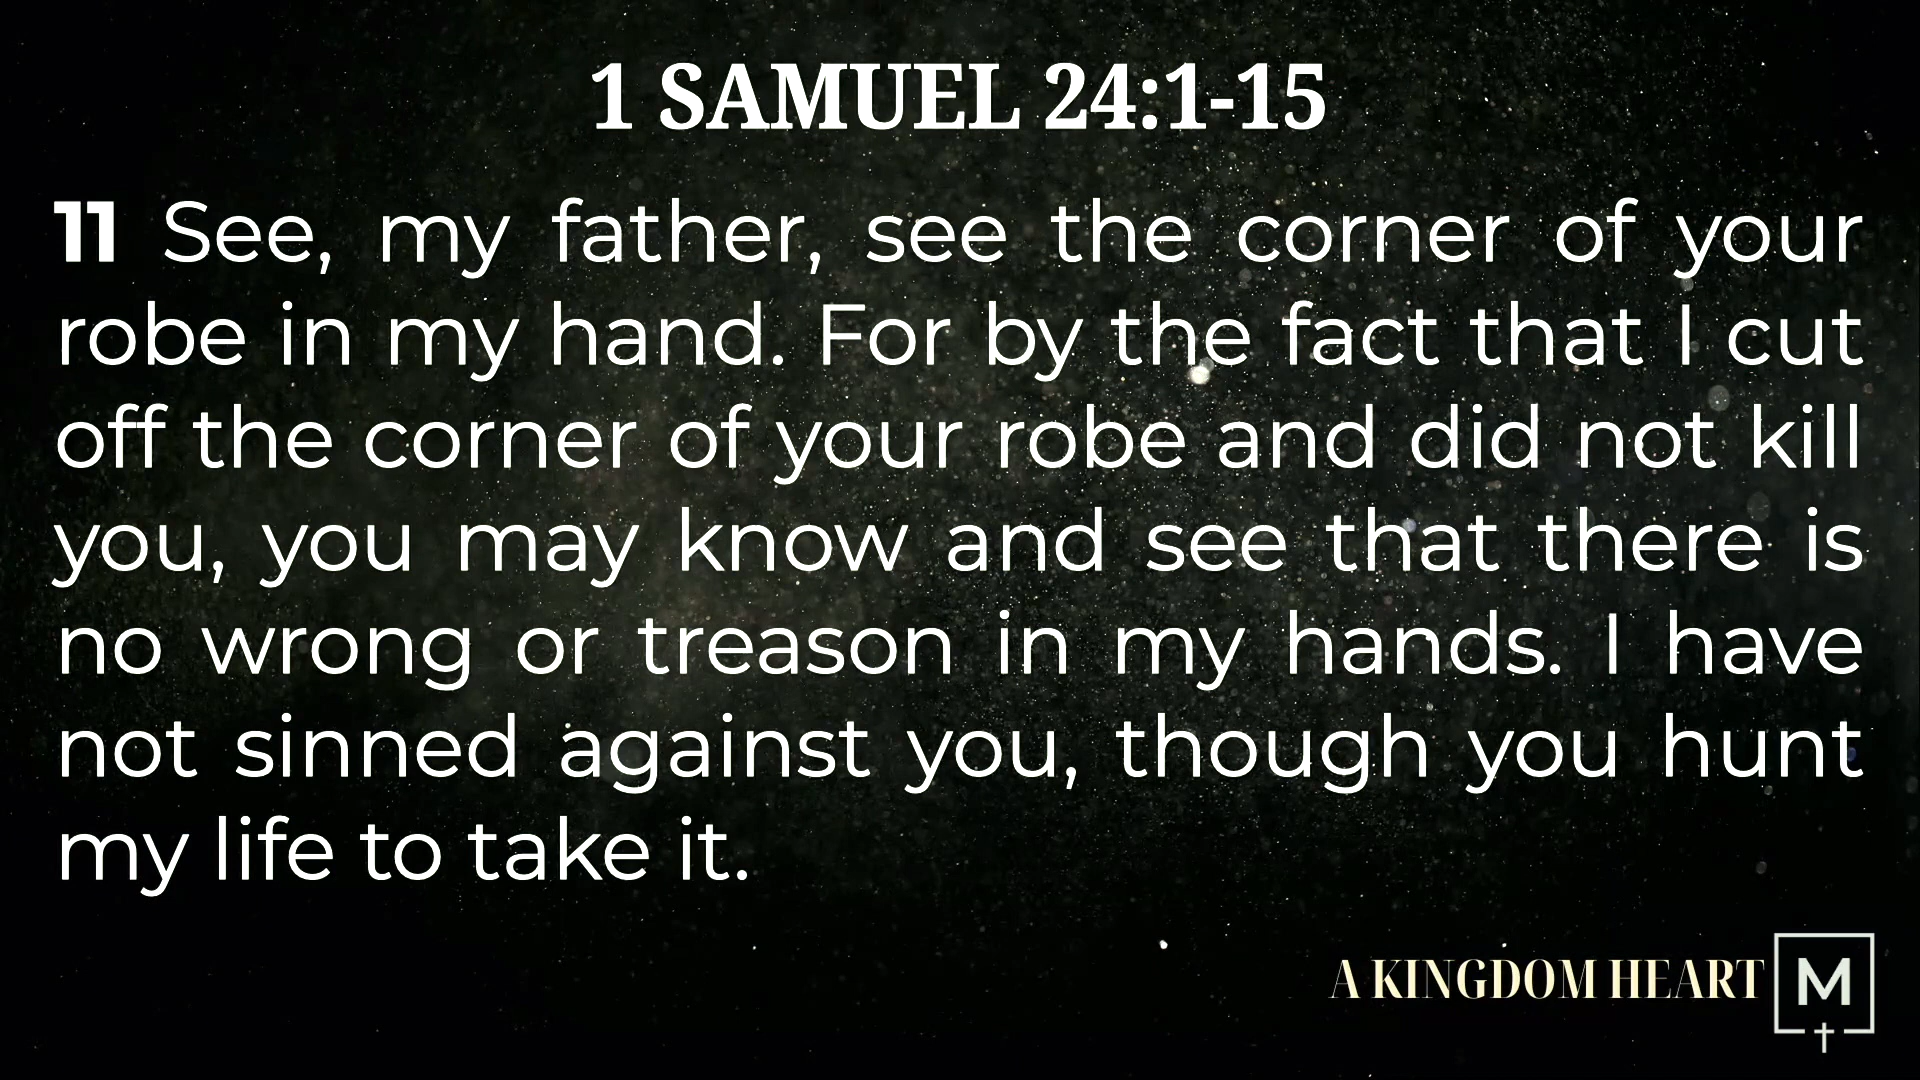 1 SAMUEL 24:1-15
11 See, my father, see the corner of your
robe in my hand. For by the fact that I cut
off the corner of your robe and did not kill
you, you may know and see that there is
no wrong or treason in my hands. I have
not sinned against you, though you hunt
my life to take it.
A KINGDOM HEART M